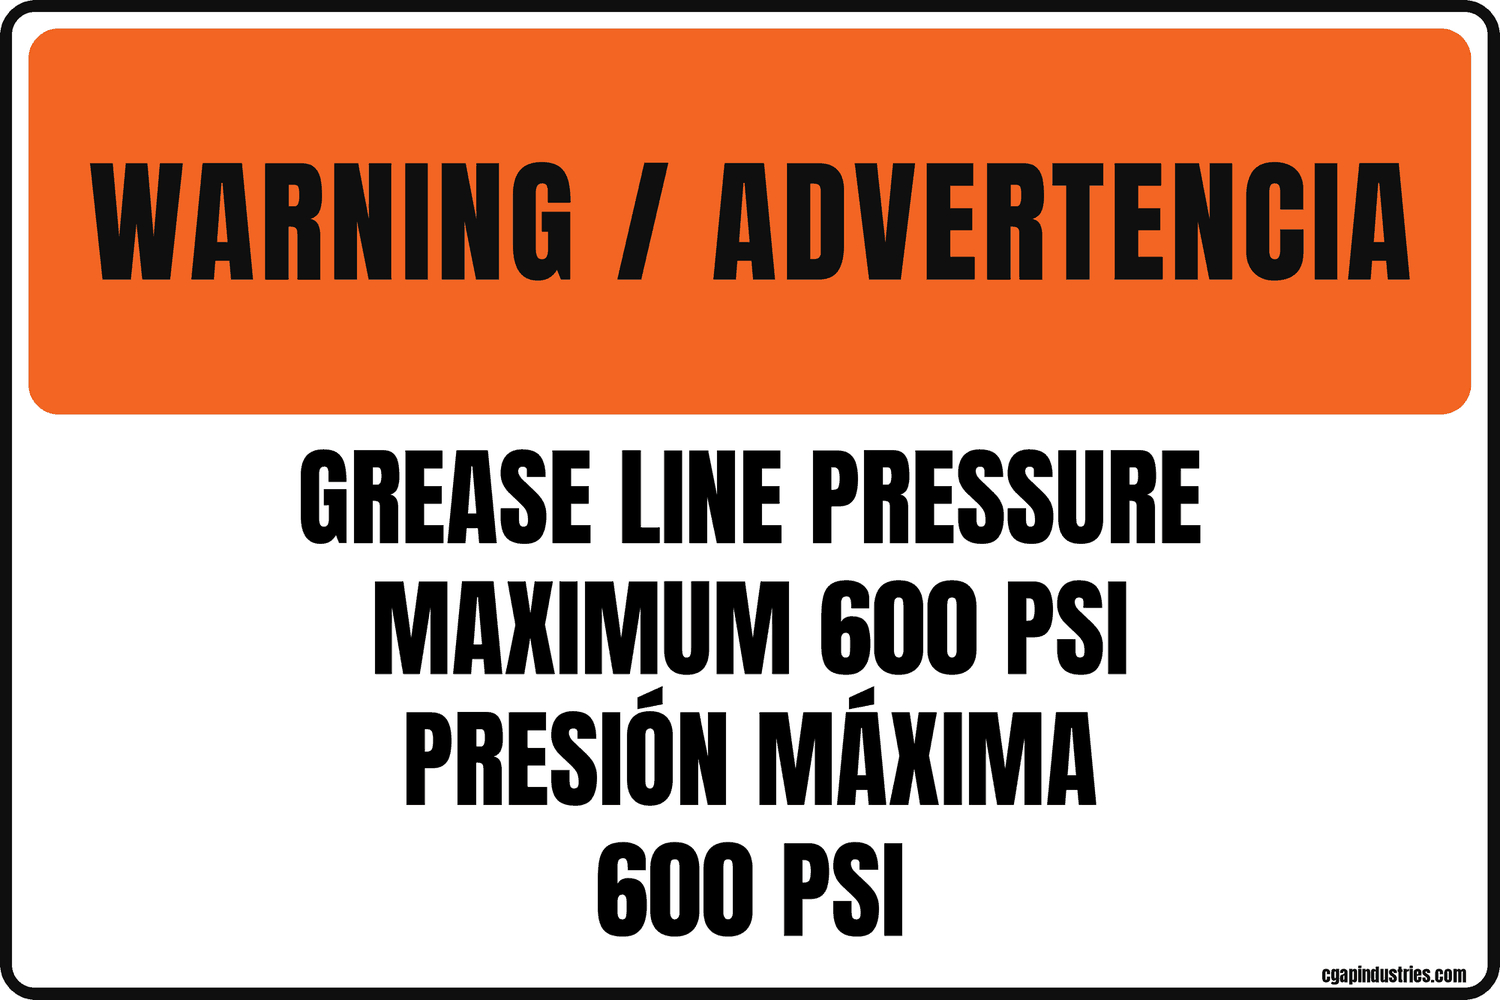 WARNING / ADVERTENCIA
GREASE LINE PRESSURE
MAXIMUM 600 PSI
PRESIÓN MÁXIMA
600 PSI
cgapindustries.com